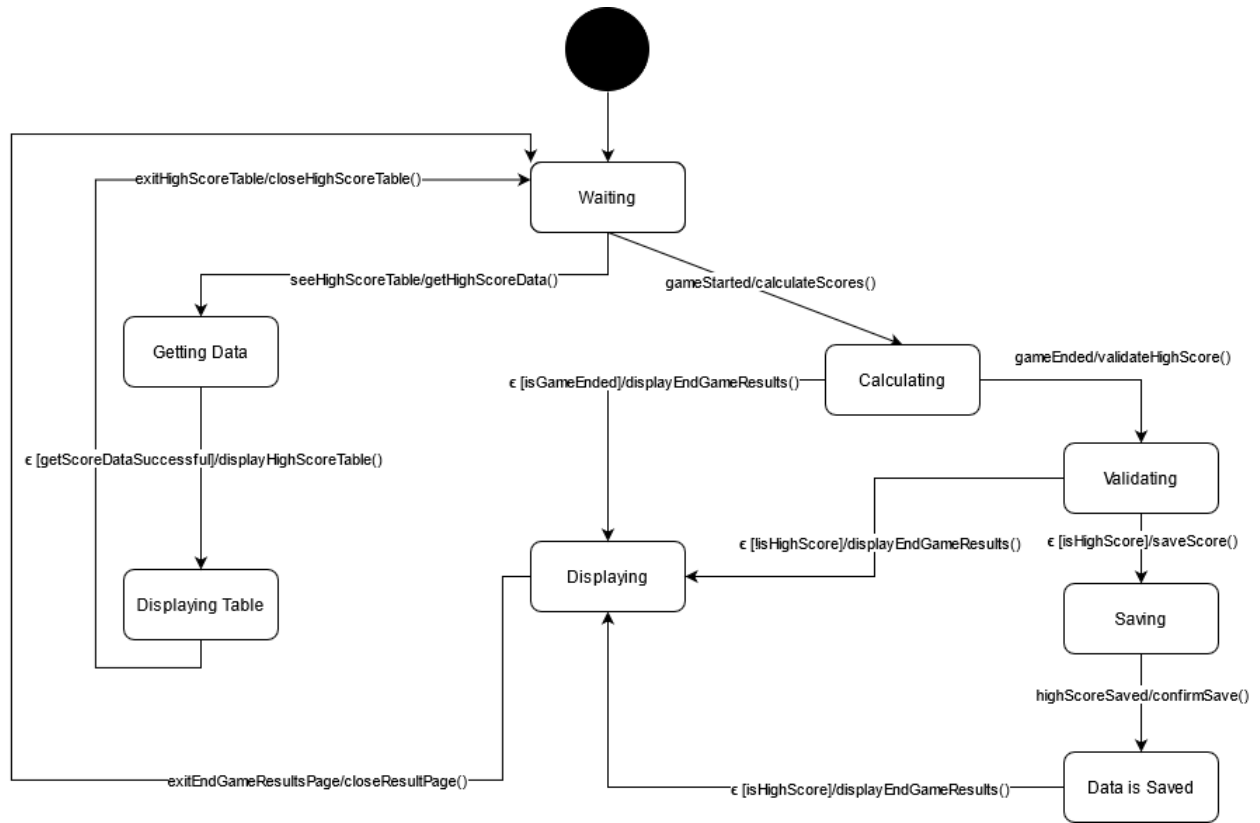 exitHighScoreTable/closeHighScoreTable()
Waiting
seeHighScoreTable/getHighScoreData()
gameStarted/calculateScores()
Getting Data
gameEnded/validateHighScore()
ϵ [isGameEnded]/displayEndGameResults()
Calculating
ϵ [getScoreDataSuccessful]/displayHighScoreTable()
Validating
ϵ [!isHighScore]/displayEndGameResults()
ϵ [isHighScore]/saveScore()
Displaying
Displaying Table
Saving
highScoreSaved/confirmSave()
exitEndGameResultsPage/closeResultPage()
ϵ [isHighScore]/displayEndGameResults()
Data is Saved